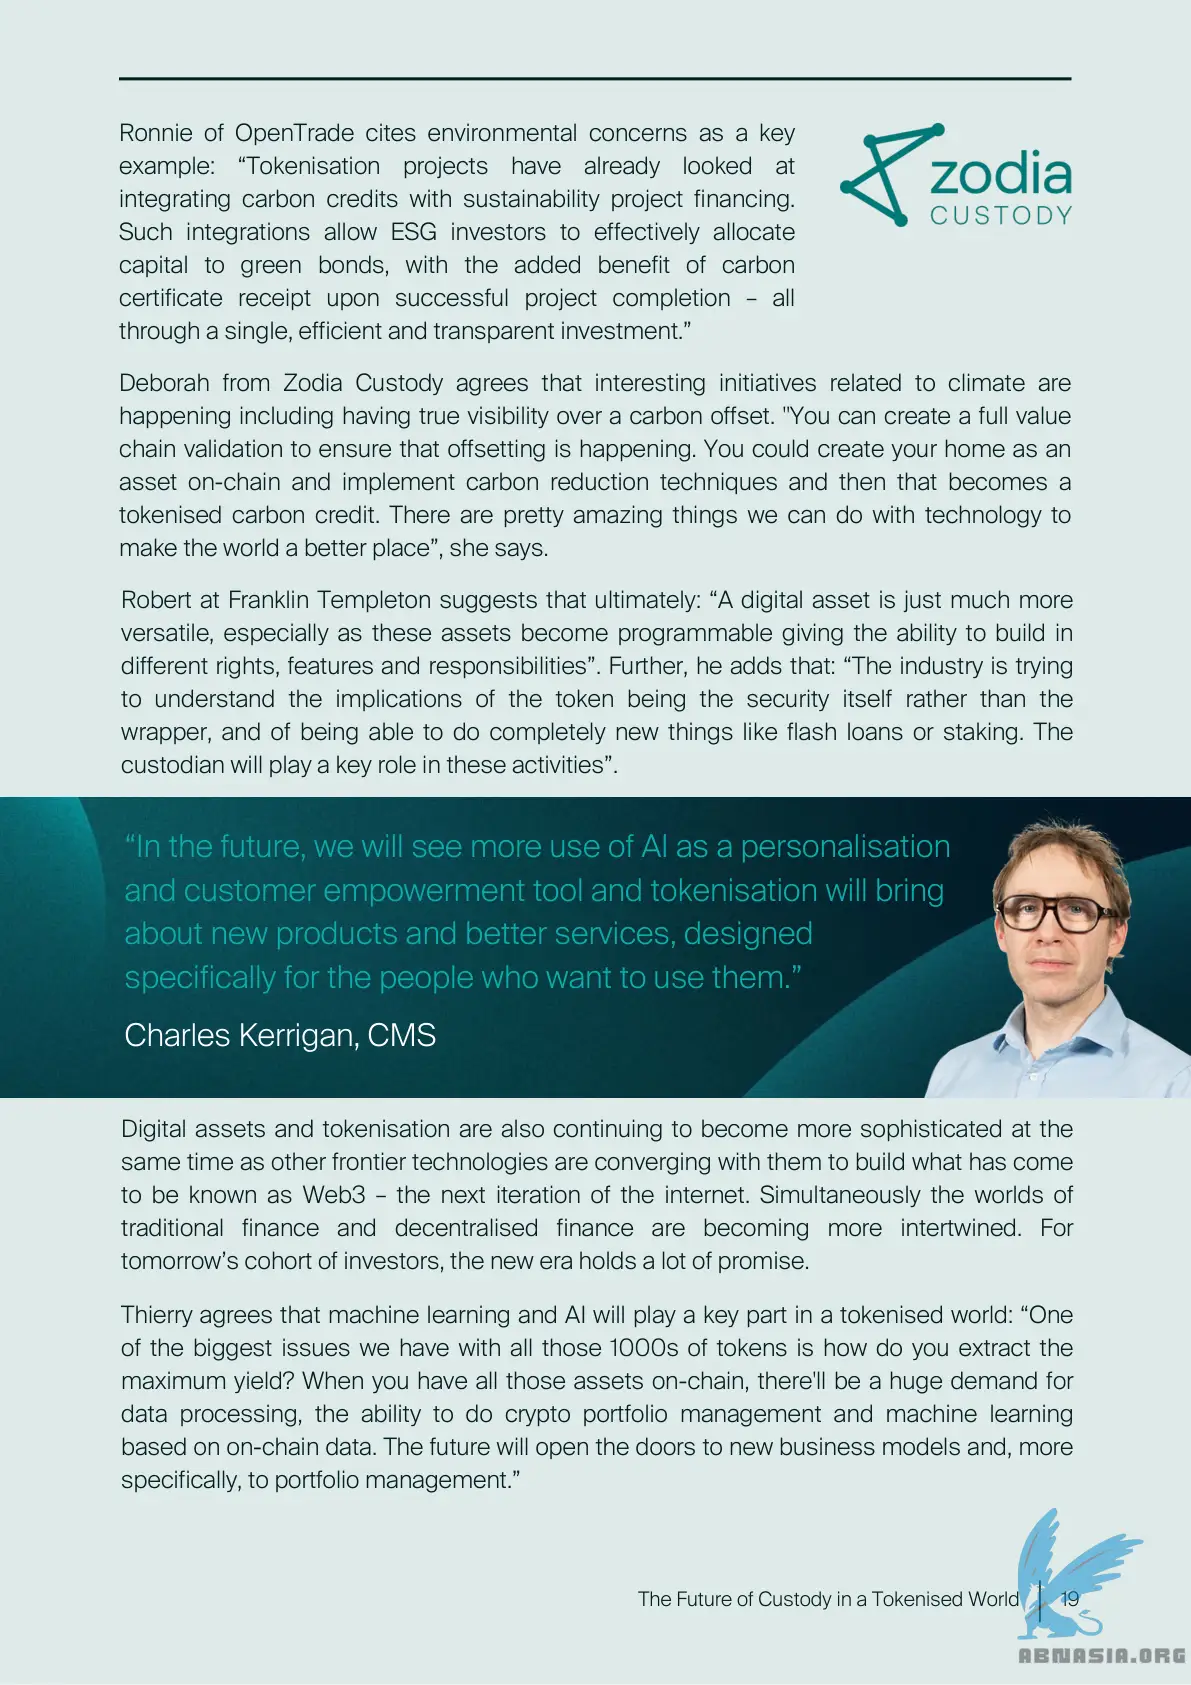 Ronnie of OpenTrade cites environmental concerns as a key
example: “Tokenisation projects have already looked at
integrating carbon credits with sustainability project financing.
Such integrations allow ESG investors to effectively allocate
capital to green bonds, with the added benefit of carbon
certificate receipt upon successful project completion – all
through a single, efficient and transparent investment.”
zodia
CUSTODY
Deborah from Zodia Custody agrees that interesting initiatives related to climate are
happening including having true visibility over a carbon offset. "You can create a full value
chain validation to ensure that offsetting is happening. You could create your home as an
asset on-chain and implement carbon reduction techniques and then that becomes a
tokenised carbon credit. There are pretty amazing things we can do with technology to
make the world a better place”, she says.
Robert at Franklin Templeton suggests that ultimately: “A digital asset is just much more
versatile, especially as these assets become programmable giving the ability to build in
different rights, features and responsibilities”. Further, he adds that: “The industry is trying
to understand the implications of the token being the security itself rather than the
wrapper, and of being able to do completely new things like flash loans or staking. The
custodian will play a key role in these activities”.
“In the future, we will see more use of AI as a personalisation
and customer empowerment tool and tokenisation will bring
about new products and better services, designed
specifically for the people who want to use them.”
Charles Kerrigan, CMS
Digital assets and tokenisation are also continuing to become more sophisticated at the
same time as other frontier technologies are converging with them to build what has come
to be known as Web3 – the next iteration of the internet. Simultaneously the worlds of
traditional finance and decentralised finance are becoming more intertwined. For
tomorrow’s cohort of investors, the new era holds a lot of promise.
Thierry agrees that machine learning and AI will play a key part in a tokenised world: “One
of the biggest issues we have with all those 1000s of tokens is how do you extract the
maximum yield? When you have all those assets on-chain, there'll be a huge demand for
data processing, the ability to do crypto portfolio management and machine learning
based on on-chain data. The future will open the doors to new business models and, more
specifically, to portfolio management.”
The Future of Custody in a Tokenised World 19
ABNASIA.ORG